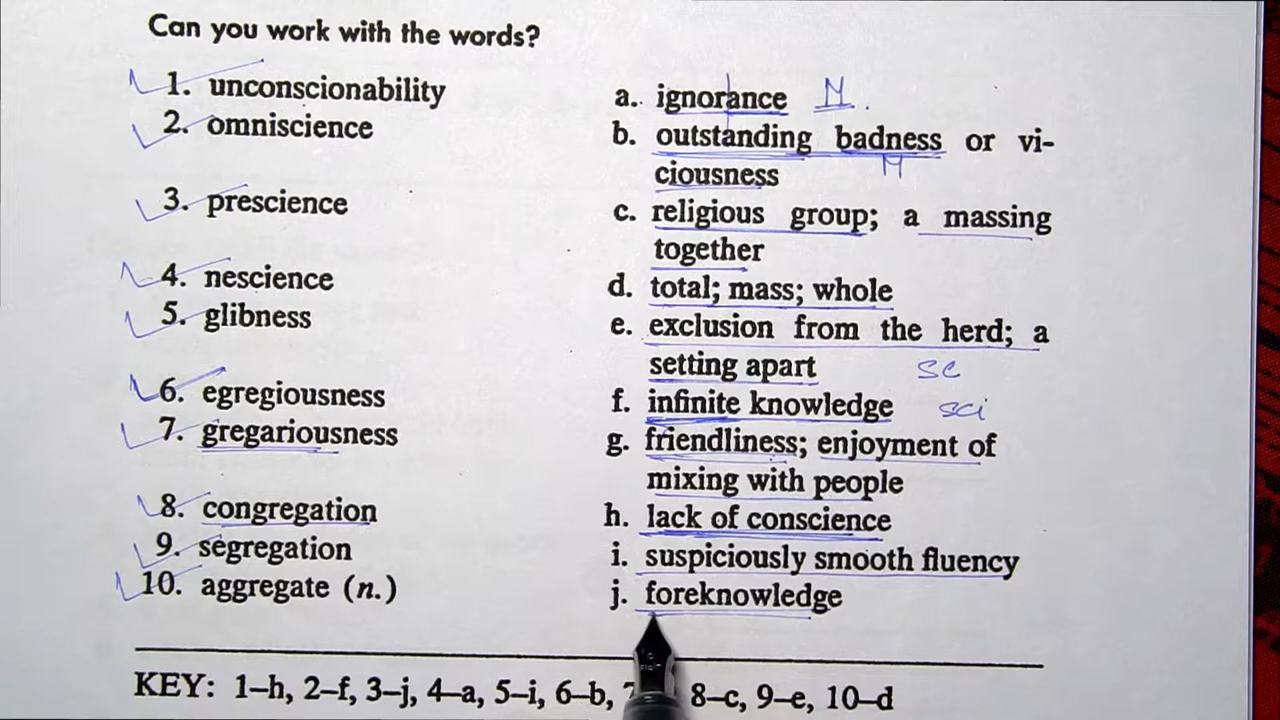 Can you work with the words?
1. unconscionability
2. omniscience
3. prescience
4. nescience
5. glibness
6. egregiousness
7. gregariousness
8. congregation
9. segregation
10. aggregate (n.)
a. ignorance N.
b. outstanding badness or vi-
ciousness
c. religious group; a massing
together
d. total; mass; whole
e. exclusion from the herd; a
setting apart sc
f. infinite knowledge sci
g. friendliness; enjoyment of
mixing with people
h. lack of conscience
i. suspiciously smooth fluency
j. foreknowledge
KEY: 1–h, 2–f, 3–j, 4–a, 5–i, 6–b, 8–c, 9–e, 10–d